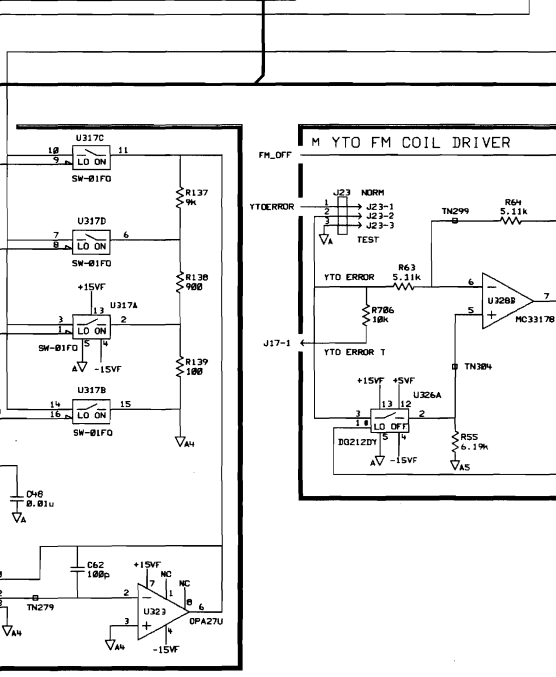 U317C
10 11
9 LO ON
SW-01FQ
R137
9k
U317D
7 6
8 LO ON
SW-01FQ
R138
900
+15VF
13 U317A
3 2
1 LO ON
SW-01FQ 5 4
A -15VF
R139
100
U317B
14 15
16 LO ON
SW-01FQ
A4
C48
0.01u
A
C62
100p
+15VF
7 NC
1 NC
8
2
TN279
U323
6
OPA27U
3
4
A4
A4
-15VF
M YTO FM COIL DRIVER
FM_OFF
J23 NORM
YTOERROR 1 J23-1
2 J23-2
3 J23-3
A TEST
TN299
R64
5.11k
YTO ERROR
R63
5.11k
6
U328B
7
5
MC33178
R706
10k
J17-1
YTO ERROR T
TN304
+15VF +5VF
13 12 U326A
3 2
1 LO OFF
DG212DY 5 4
A -15VF
R55
6.19k
A5